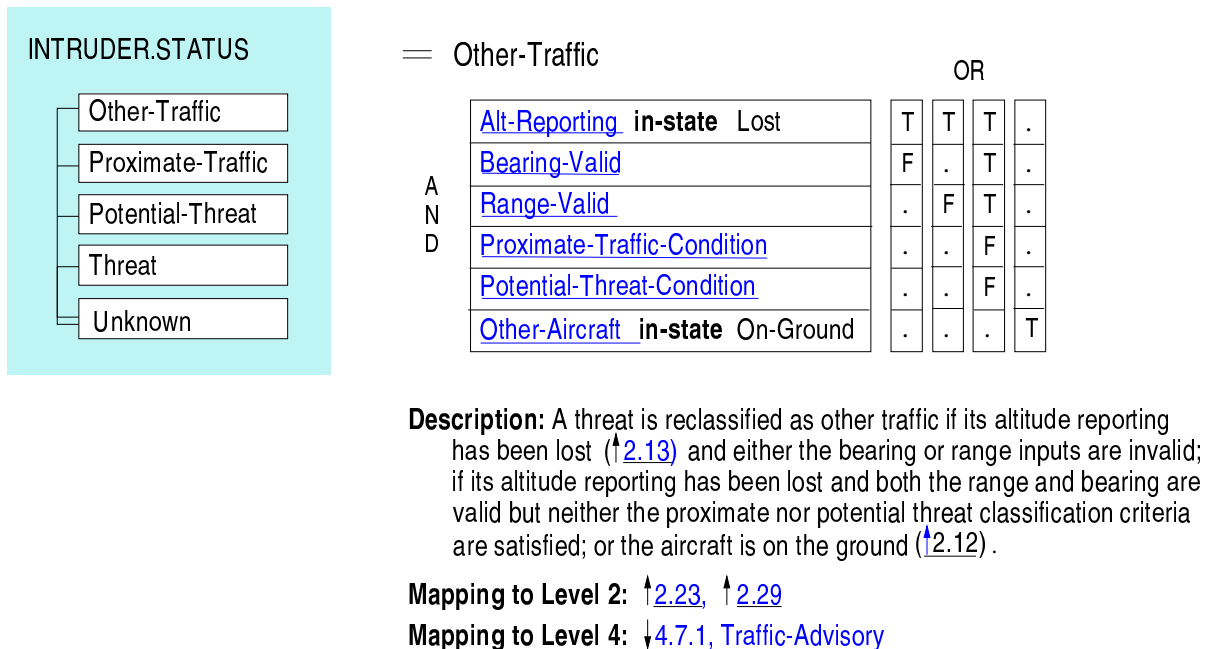 INTRUDER.STATUS
Other-Traffic
Proximate-Traffic
Potential-Threat
Threat
Unknown
= Other-Traffic
OR
A
N
D
Alt-Reporting in-state Lost T T T .
Bearing-Valid F . T .
Range-Valid . F T .
Proximate-Traffic-Condition . . F .
Potential-Threat-Condition . . F .
Other-Aircraft in-state On-Ground . . . T
Description: A threat is reclassified as other traffic if its altitude reporting
has been lost (↑2.13) and either the bearing or range inputs are invalid;
if its altitude reporting has been lost and both the range and bearing are
valid but neither the proximate nor potential threat classification criteria
are satisfied; or the aircraft is on the ground (↑2.12) .
Mapping to Level 2: ↑2.23, ↑2.29
Mapping to Level 4: ↓4.7.1, Traffic-Advisory